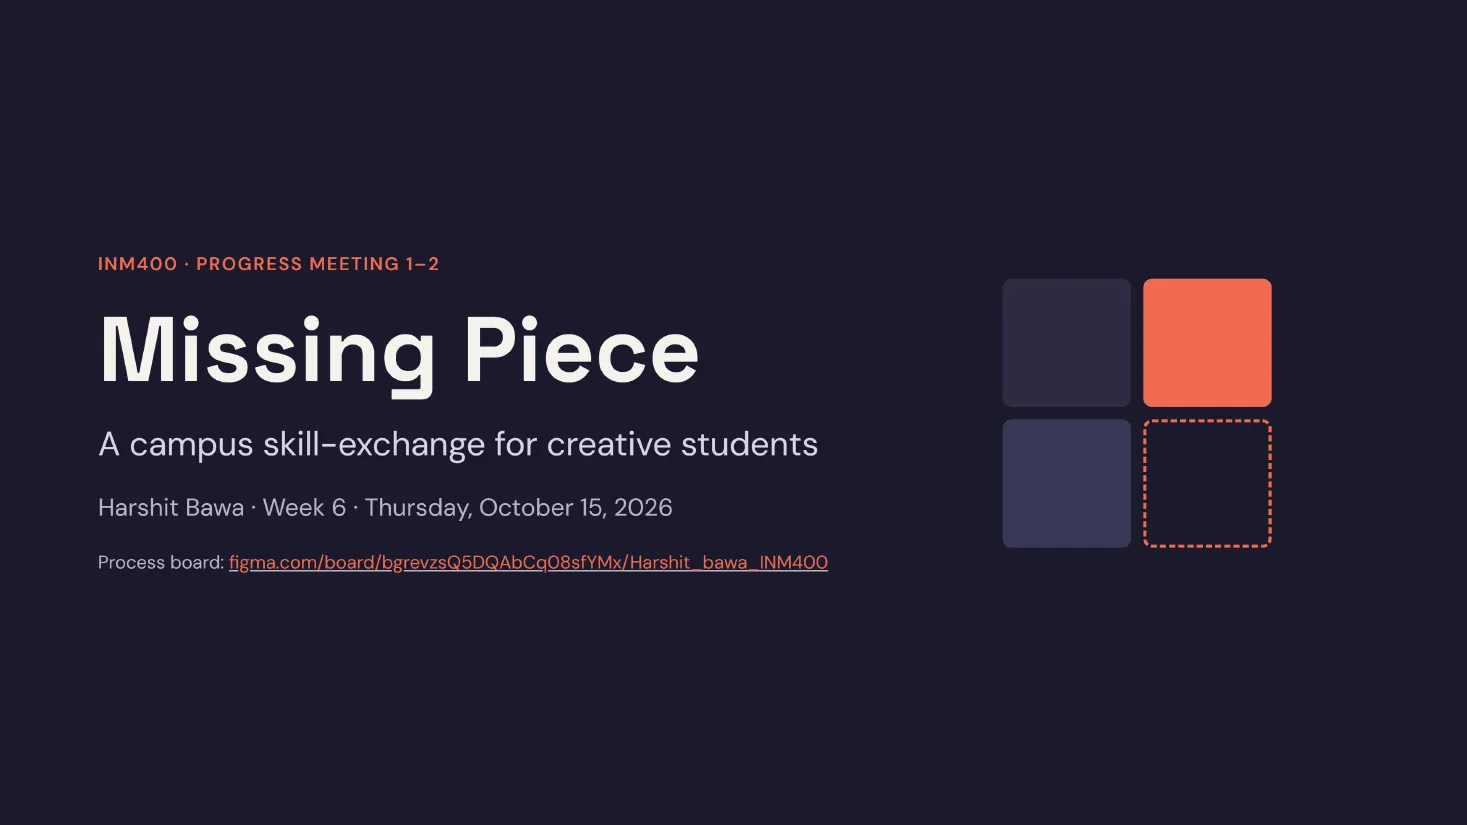 INM400 · PROGRESS MEETING 1–2
Missing Piece
A campus skill-exchange for creative students
Harshit Bawa · Week 6 · Thursday, October 15, 2026
Process board: figma.com/board/bgrevzsQ5DQAbCq08sfYMx/Harshit_bawa_INM400